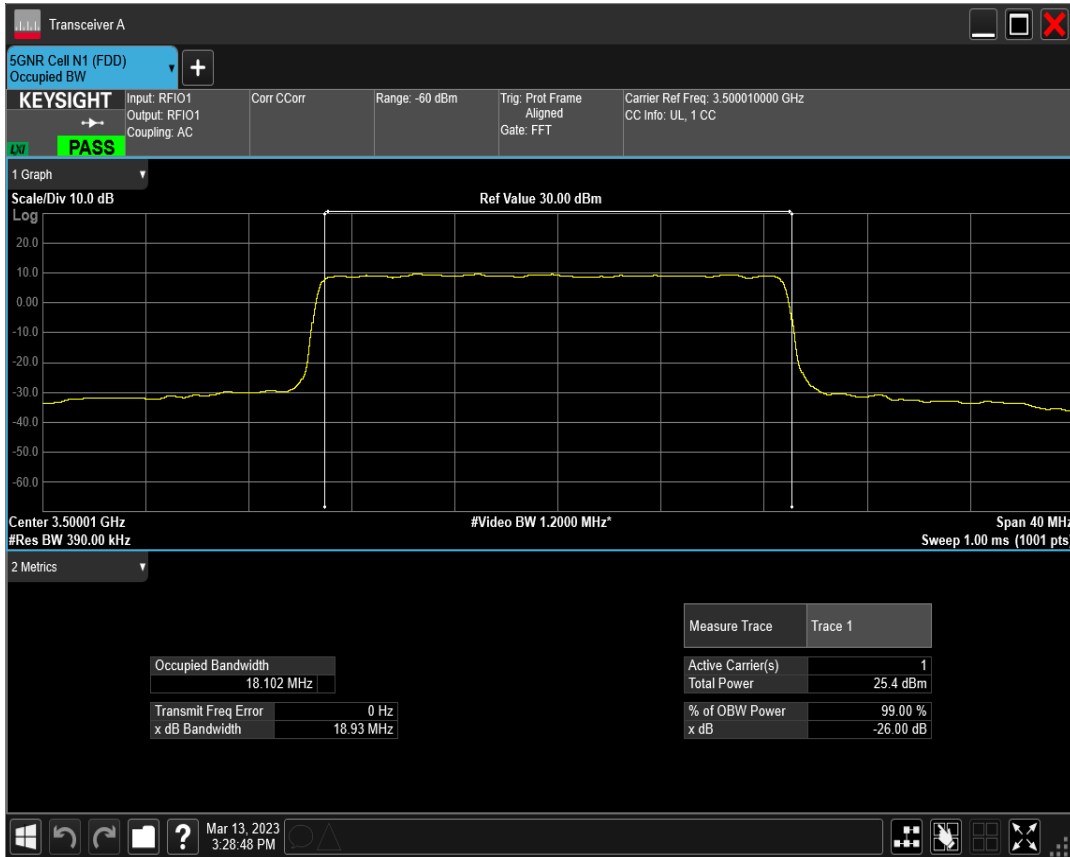 Transceiver A
5GNR Cell N1 (FDD)
Occupied BW
KEYSIGHT
LXI
PASS
Input: RFIO1
Output: RFIO1
Coupling: AC
Corr CCorr
Range: -60 dBm
Trig: Prot Frame
Aligned
Gate: FFT
Carrier Ref Freq: 3.500010000 GHz
CC Info: UL, 1 CC
1 Graph
Scale/Div 10.0 dB
Ref Value 30.00 dBm
Log
20.0
10.0
0.00
-10.0
-20.0
-30.0
-40.0
-50.0
-60.0
Center 3.50001 GHz
#Video BW 1.2000 MHz*
Span 40 MHz
#Res BW 390.00 kHz
Sweep 1.00 ms (1001 pts)
2 Metrics
Measure Trace Trace 1
Occupied Bandwidth
18.102 MHz
Transmit Freq Error 0 Hz
x dB Bandwidth 18.93 MHz
Active Carrier(s) 1
Total Power 25.4 dBm
% of OBW Power 99.00 %
x dB -26.00 dB
?
Mar 13, 2023
3:28:48 PM